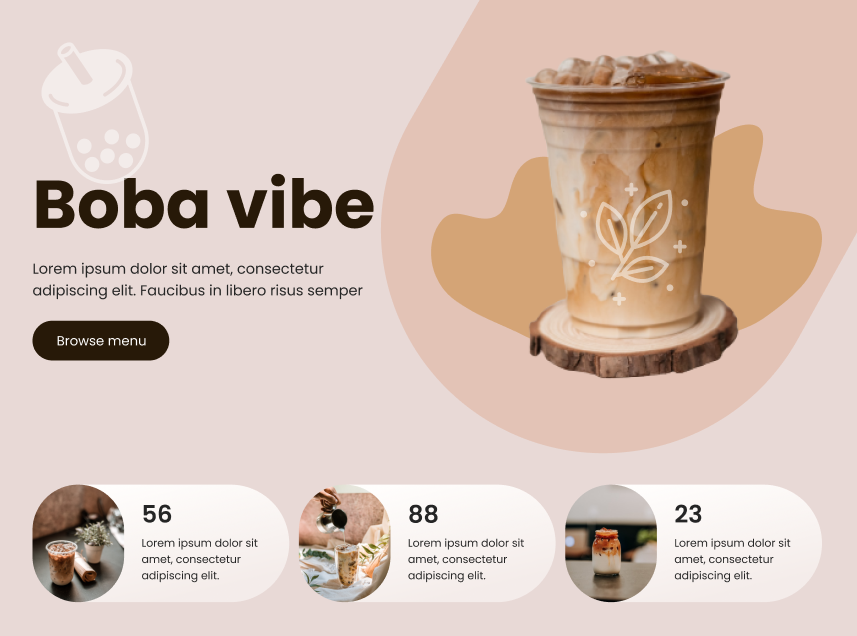 Boba vibe
Lorem ipsum dolor sit amet, consectetur
adipiscing elit. Faucibus in libero risus semper
Browse menu
56
Lorem ipsum dolor sit
amet, consectetur
adipiscing elit.
88
Lorem ipsum dolor sit
amet, consectetur
adipiscing elit.
23
Lorem ipsum dolor sit
amet, consectetur
adipiscing elit.